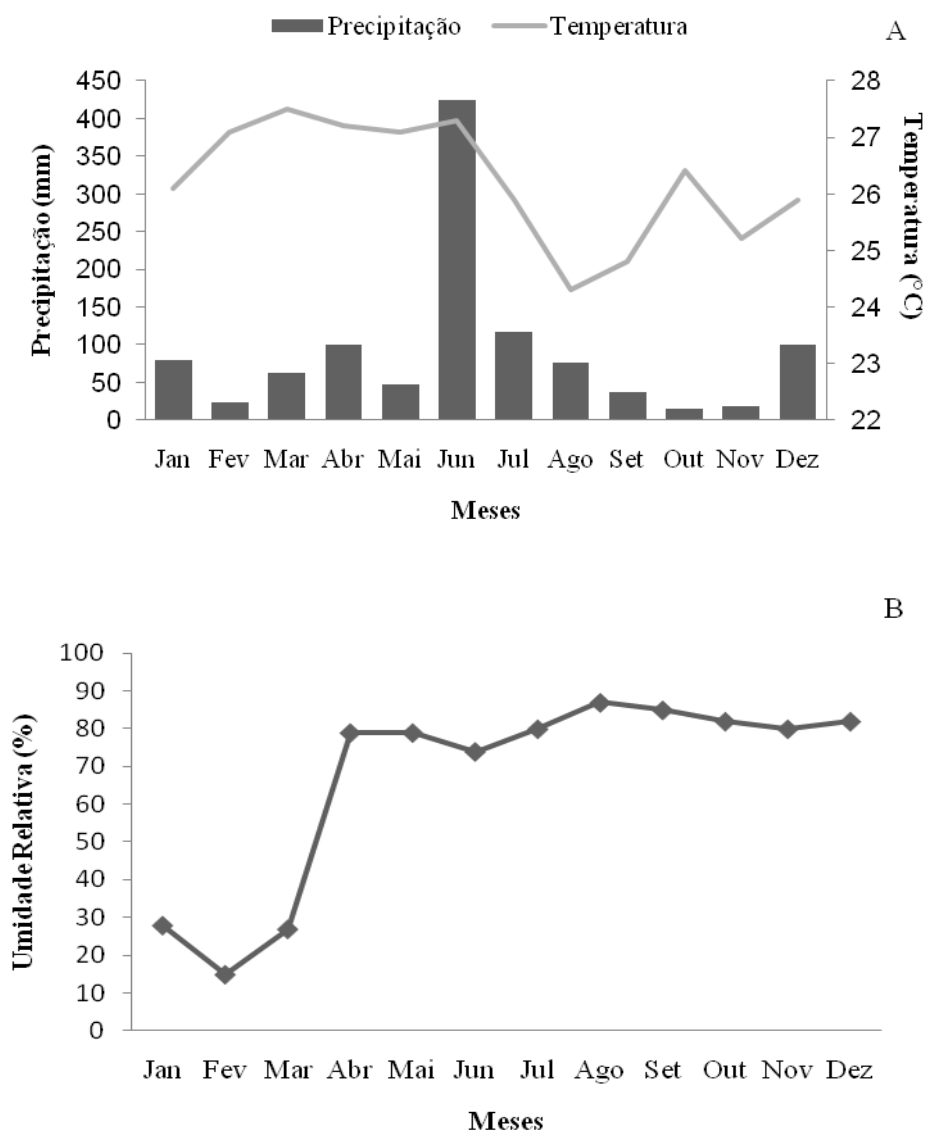 Precipitação Temperatura A
450 28
400 27
350
300 26
250 25
200
150 24
100 23
50
0 22
Precipitação (mm)
Temperatura (°C)
Jan Fev Mar Abr Mai Jun Jul Ago Set Out Nov Dez
Meses
B
100
90
80
70
60
50
40
30
20
10
0
Umidade Relativa (%)
Jan Fev Mar Abr Mai Jun Jul Ago Set Out Nov Dez
Meses